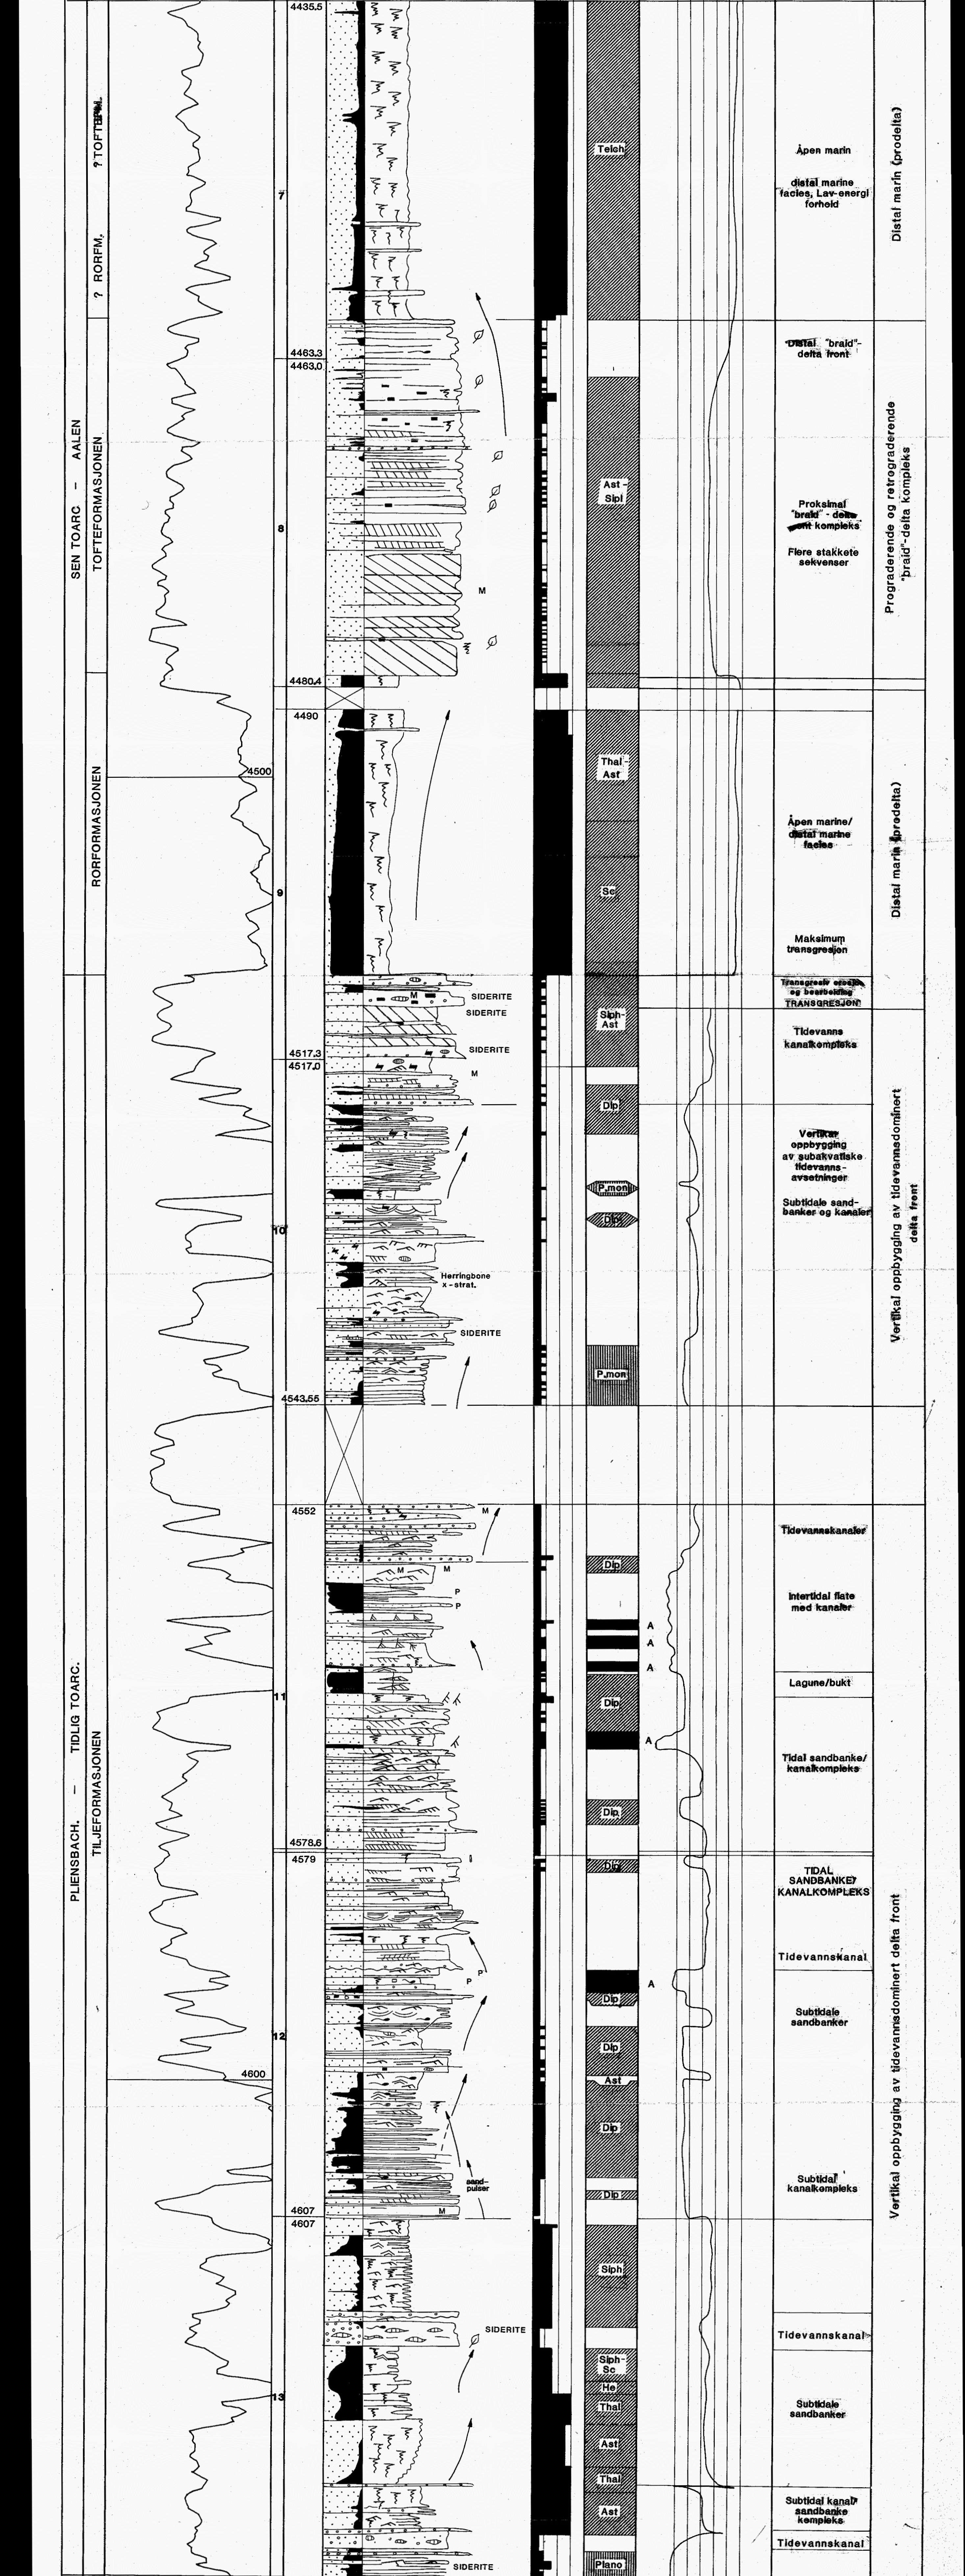 4435.5
? TOFTEFM.
Teich
Åpen marin
distal marine
facies, Lav-energi
forhold
Distal marin (prodelta)
7
? RORFM.
4463.3
4463.0
Distal "braid"-
delta front
SEN TOARC - AALEN
TOFTEFORMASJONEN
Ast -
Sipl
Proksimal
"braid" - delta
front kompleks
Flere stakkete
sekvenser
Prograderende og retrograderende
"braid"-delta kompleks
8
M
4480.4
4490
4500
RORFORMASJONEN
Thal -
Ast
Åpen marine/
distal marine
facies
Distal marin (prodelta)
9
Sc
Maksimum
transgresjon
SIDERITE
M
SIDERITE
Transgresiv erosjon
og bearbeiding
TRANSGRESJON
Siph-
Ast
Tidevanns
kanalkompleks
SIDERITE
4517.3
4517.0
M
Dip
Vertikal
oppbygging
av subakvatiske
tidevanns-
avsetninger
P.mon
Subtidale sand-
banker og kanaler
Dip
10
Herringbone
x-strat.
SIDERITE
P.mon
Vertikal oppbygging av tidevannsdominert
delta front
4543.55
4552
M
Tidevannskanaler
Dip
M
M
P
P
Intertidal flate
med kanaler
A
A
A
Lagune/bukt
11
Dip
A
Tidal sandbanke/
kanalkompleks
Dip
PLIENSBACH. - TIDLIG TOARC.
TILJEFORMASJONEN
4578.6
4579
Dip
TIDAL
SANDBANKE/
KANALKOMPLEKS
Tidevannskanal
P
P
A
Dip
Subtidale
sandbanker
12
Dip
4600
Ast
Dip
Vertikal oppbygging av tidevannsdominert delta front
sand-
pulser
Subtidal
kanalkompleks
Dip
M
4607
4607
Siph
SIDERITE
Tidevannskanal
Siph-
Sc
He
13
Thal
Subtidale
sandbanker
Ast
Thal
Ast
Subtidal kanal/
sandbanke
kompleks
Tidevannskanal
SIDERITE
Plano